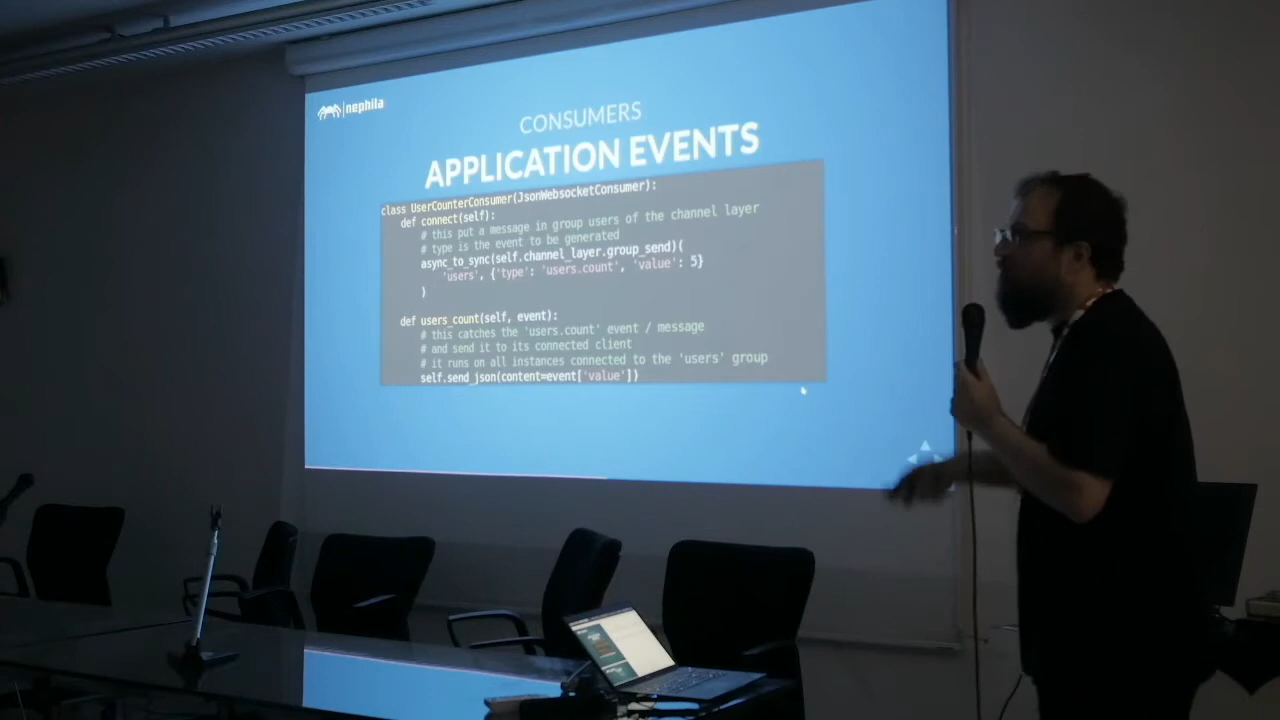 nephila
CONSUMERS
APPLICATION EVENTS
class UserCounterConsumer(JsonWebsocketConsumer):
def connect(self):
# this put a message in group users of the channel layer
# type is the event to be generated
async_to_sync(self.channel_layer.group_send)(
'users', {'type': 'users.count', 'value': 5}
)
def users_count(self, event):
# this catches the 'users.count' event / message
# and send it to its connected client
# it runs on all instances connected to the 'users' group
self.send_json(content=event['value'])